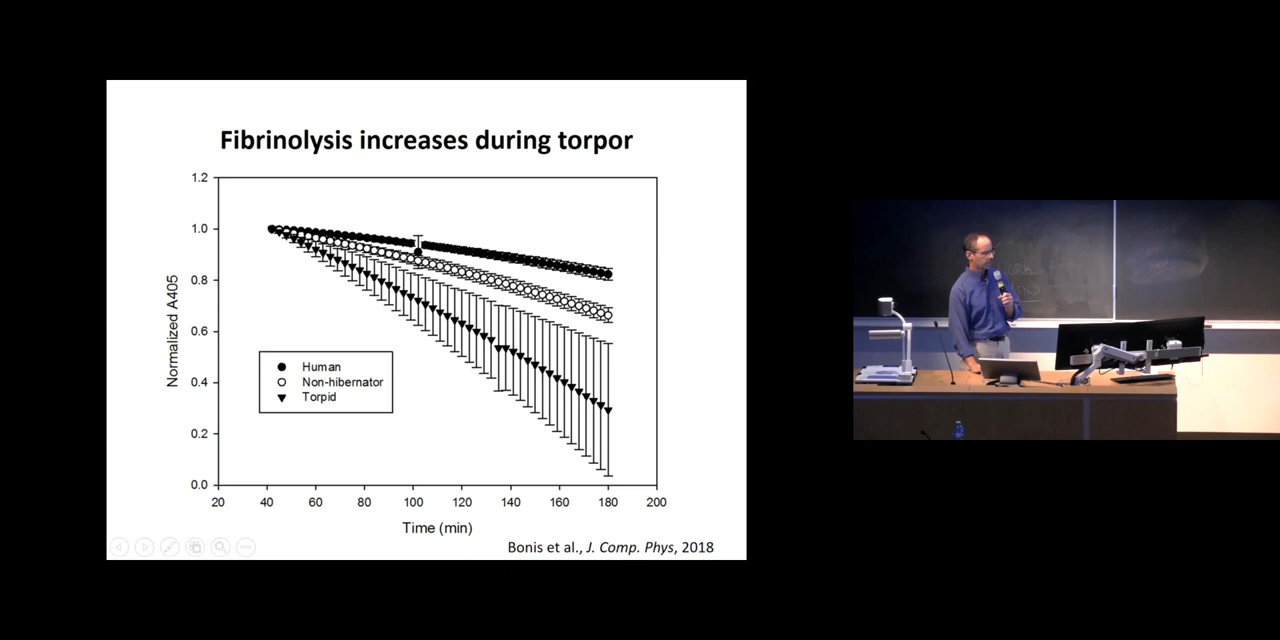 Fibrinolysis increases during torpor
1.2
1.0
0.8
0.6
0.4
0.2
0.0
Normalized A405
Human
Non-hibernator
Torpid
20 40 60 80 100 120 140 160 180 200
Time (min)
Bonis et al., J. Comp. Phys, 2018